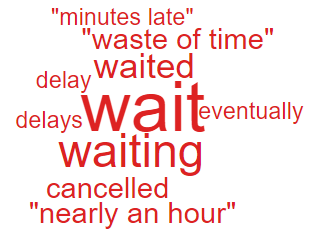 "minutes late"
"waste of time"
waited
delay
wait
eventually
delays
waiting
cancelled
"nearly an hour"